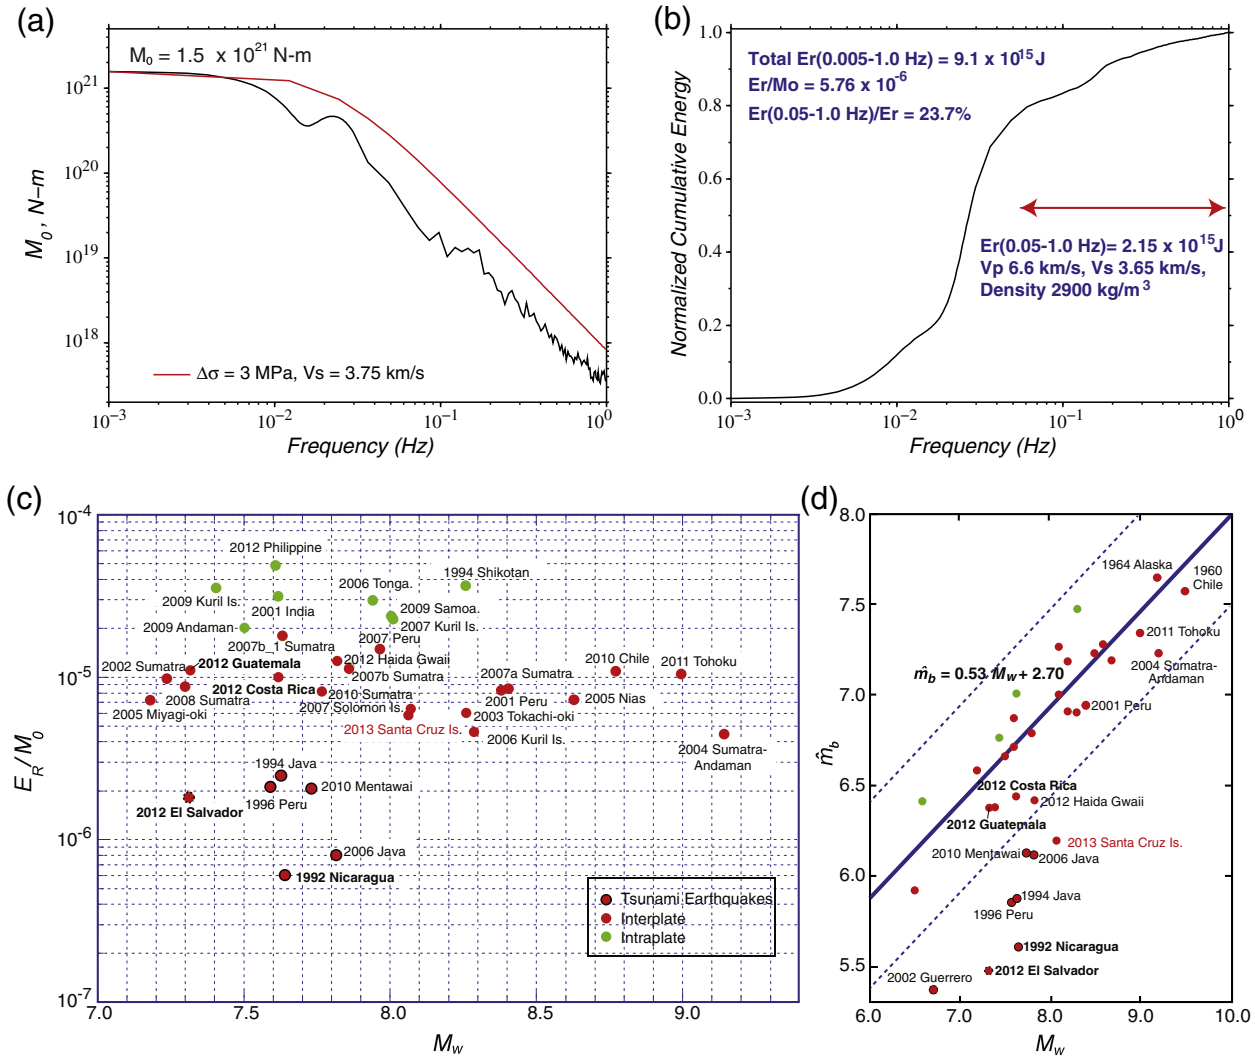 (a)
M₀ = 1.5 x 10²¹ N-m
10²¹
10²⁰
10¹⁹
10¹⁸
M₀ , N–m
Δσ = 3 MPa, Vs = 3.75 km/s
10⁻³
10⁻²
10⁻¹
10⁰
Frequency (Hz)
(b)
Total Er(0.005-1.0 Hz) = 9.1 x 10¹⁵J
Er/Mo = 5.76 x 10⁻⁶
Er(0.05-1.0 Hz)/Er = 23.7%
Er(0.05-1.0 Hz)= 2.15 x 10¹⁵J
Vp 6.6 km/s, Vs 3.65 km/s,
Density 2900 kg/m³
1.0
0.8
0.6
0.4
0.2
0.0
Normalized Cumulative Energy
10⁻³
10⁻²
10⁻¹
10⁰
Frequency (Hz)
(c)
10⁻⁴
10⁻⁵
10⁻⁶
10⁻⁷
E_R/M₀
2012 Philippine
2009 Kuril Is.
2001 India
2006 Tonga.
1994 Shikotan
2009 Andaman
2009 Samoa.
2007 Kuril Is.
2007b_1 Sumatra
2007 Peru
2002 Sumatra
2012 Guatemala
2012 Haida Gwaii
2007b Sumatra
2007a Sumatra
2010 Chile
2011 Tohoku
2008 Sumatra
2012 Costa Rica
2010 Sumatra
2005 Miyagi-oki
2007 Solomon Is.
2001 Peru
2005 Nias
2013 Santa Cruz Is.
2003 Tokachi-oki
2006 Kuril Is.
2004 Sumatra-
Andaman
1994 Java
2010 Mentawai
1996 Peru
2012 El Salvador
2006 Java
1992 Nicaragua
Tsunami Earthquakes
Interplate
Intraplate
7.0
7.5
8.0
8.5
9.0
M_w
(d)
8.0
7.5
7.0
6.5
6.0
5.5
m̂_b
1964 Alaska
1960
Chile
2011 Tohoku
2004 Sumatra-
Andaman
m̂_b = 0.53 M_w + 2.70
2001 Peru
2012 Costa Rica
2012 Haida Gwaii
2012 Guatemala
2013 Santa Cruz Is.
2010 Mentawai
2006 Java
1994 Java
1996 Peru
1992 Nicaragua
2012 El Salvador
2002 Guerrero
6.0
7.0
8.0
9.0
10.0
M_w